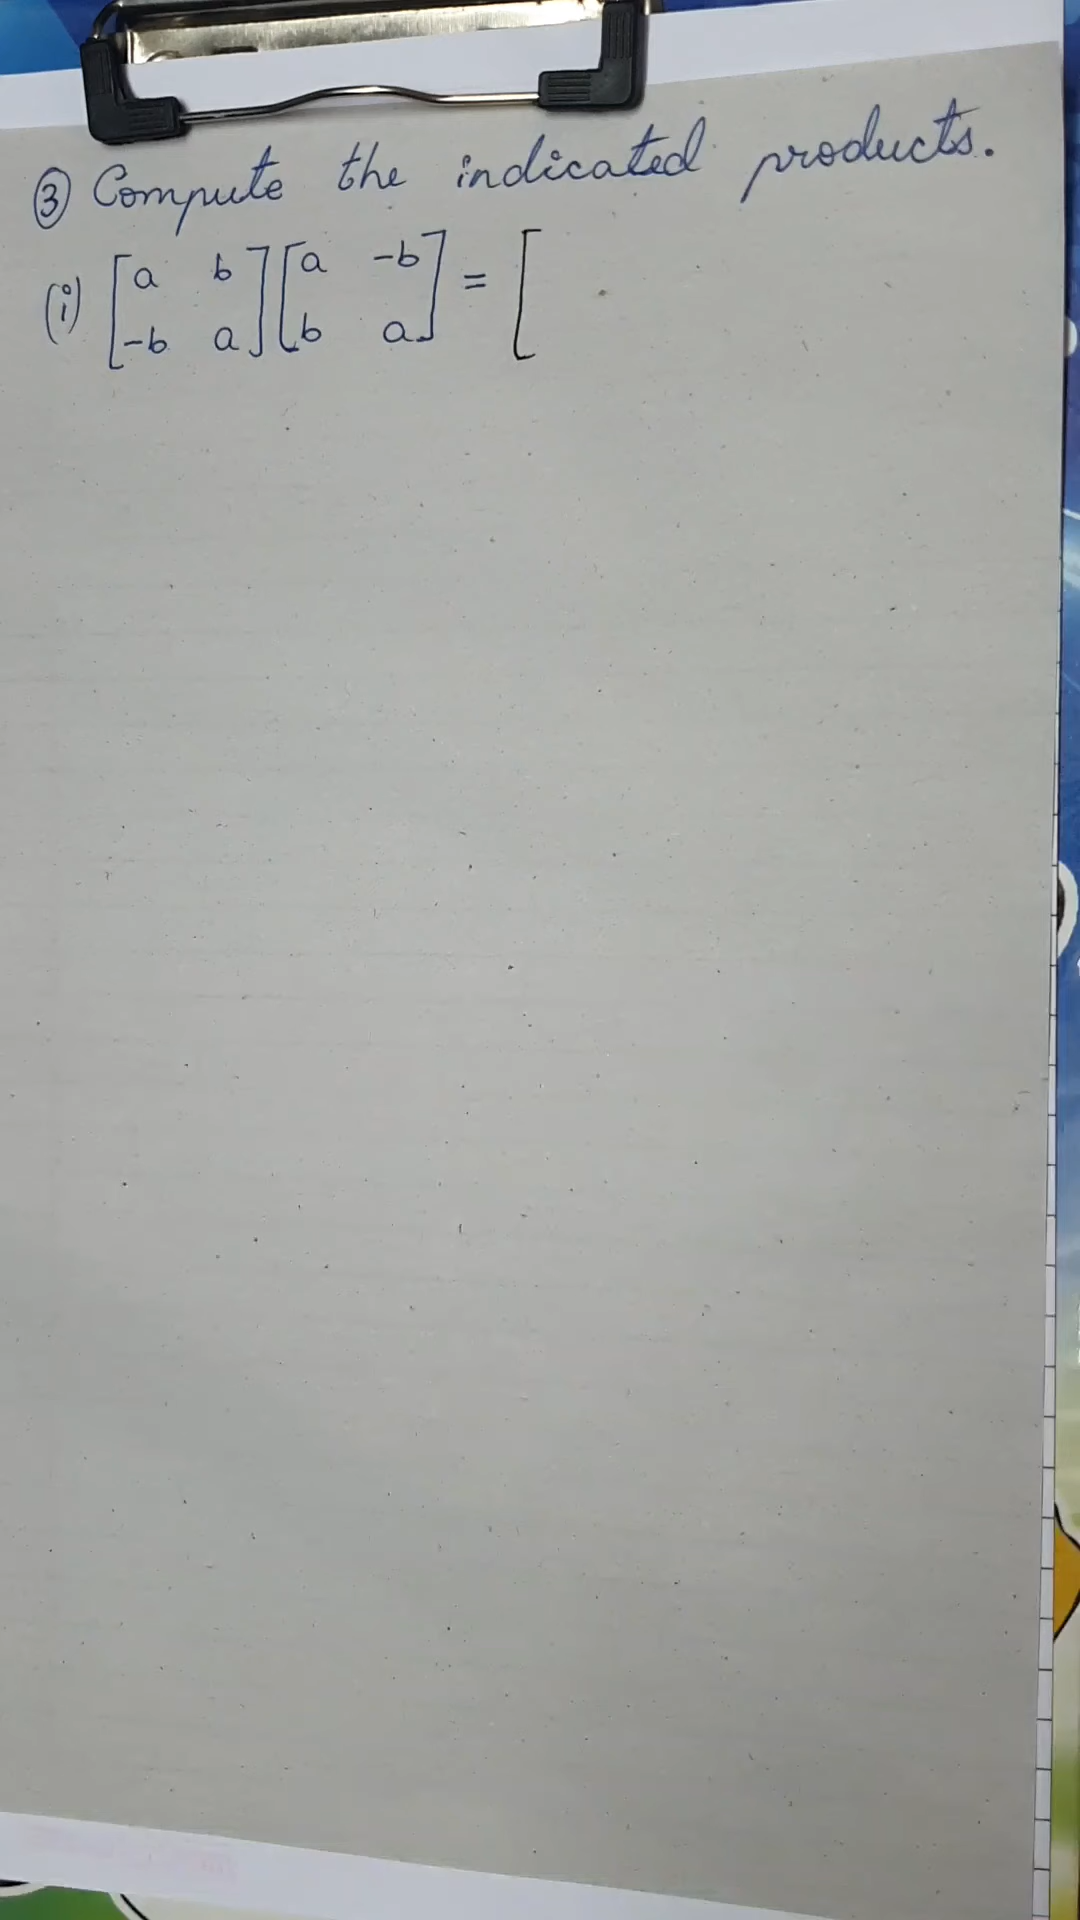 ③ Compute the indicated products.
(i) [a b] [a -b] = [
[-b a] [b a]